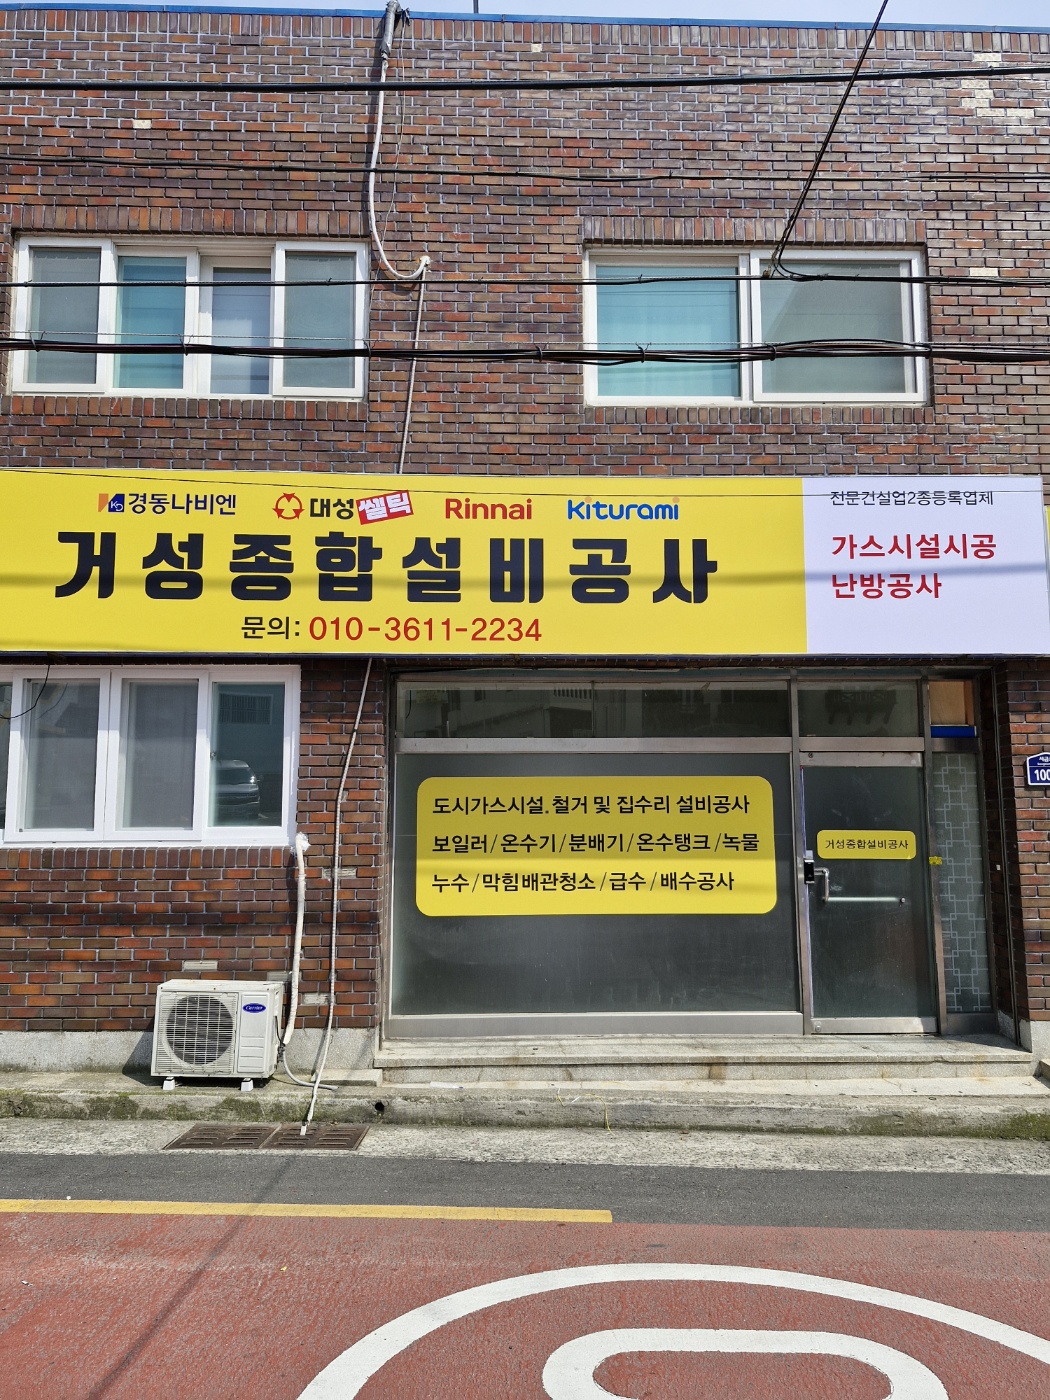 경동나비엔 대성쎌틱 Rinnai Kiturami
거성종합설비공사
문의: 010-3611-2234
전문건설업2종등록업체
가스시설시공
난방공사
도시가스시설.철거 및 집수리 설비공사
보일러/온수기/분배기/온수탱크/녹물
누수/막힘배관청소/급수/배수공사
거성종합설비공사
100
Carrier